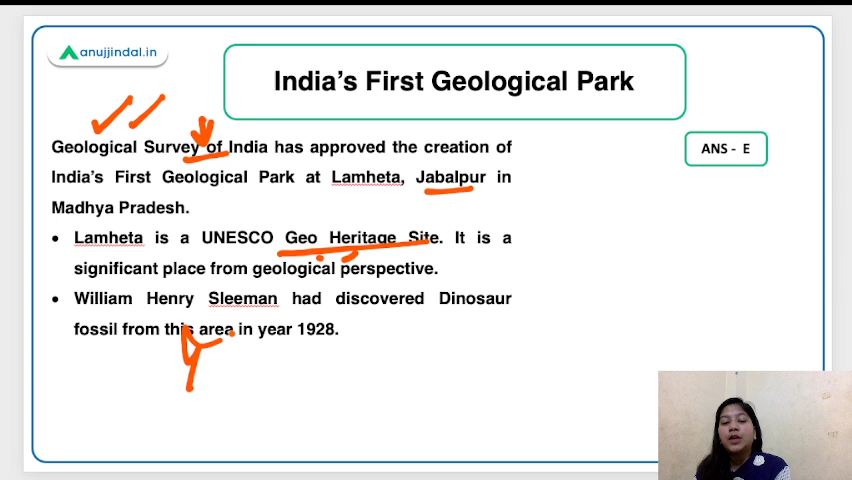 anujjindal.in
India's First Geological Park
Geological Survey of India has approved the creation of
India's First Geological Park at Lamheta, Jabalpur in
Madhya Pradesh.
ANS - E
• Lamheta is a UNESCO Geo Heritage Site. It is a
significant place from geological perspective.
• William Henry Sleeman had discovered Dinosaur
fossil from this area in year 1928.